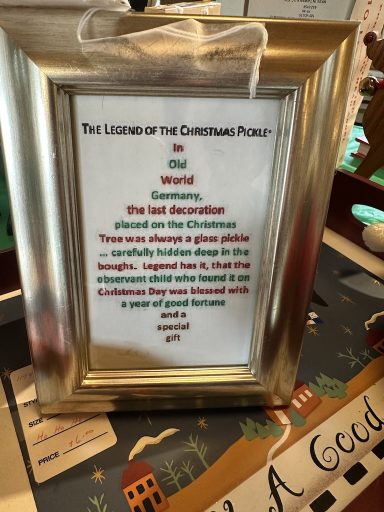 THE LEGEND OF THE CHRISTMAS PICKLE®
In
Old
World
Germany,
the last decoration
placed on the Christmas
Tree was always a glass pickle
... carefully hidden deep in the
boughs. Legend has it, that the
observant child who found it on
Christmas Day was blessed with
a year of good fortune
and a
special
gift
SIZE
PRICE $6.00
A Good